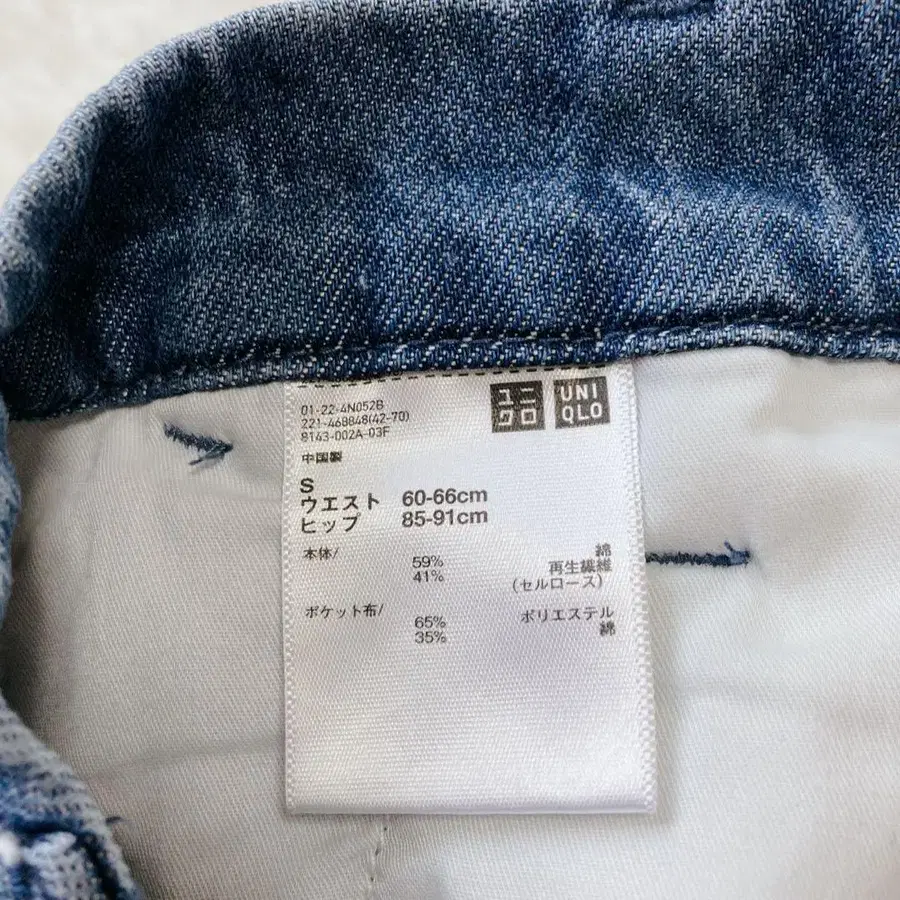 ユニクロ
UNIQLO
01-22-4N052B
221-468848(42-70)
8143-002A-03F
中国製
S
ウエスト 60-66cm
ヒップ 85-91cm
本体/
59% 綿
41% 再生繊維
(セルロース)
ポケット布/
65% ポリエステル
35% 綿